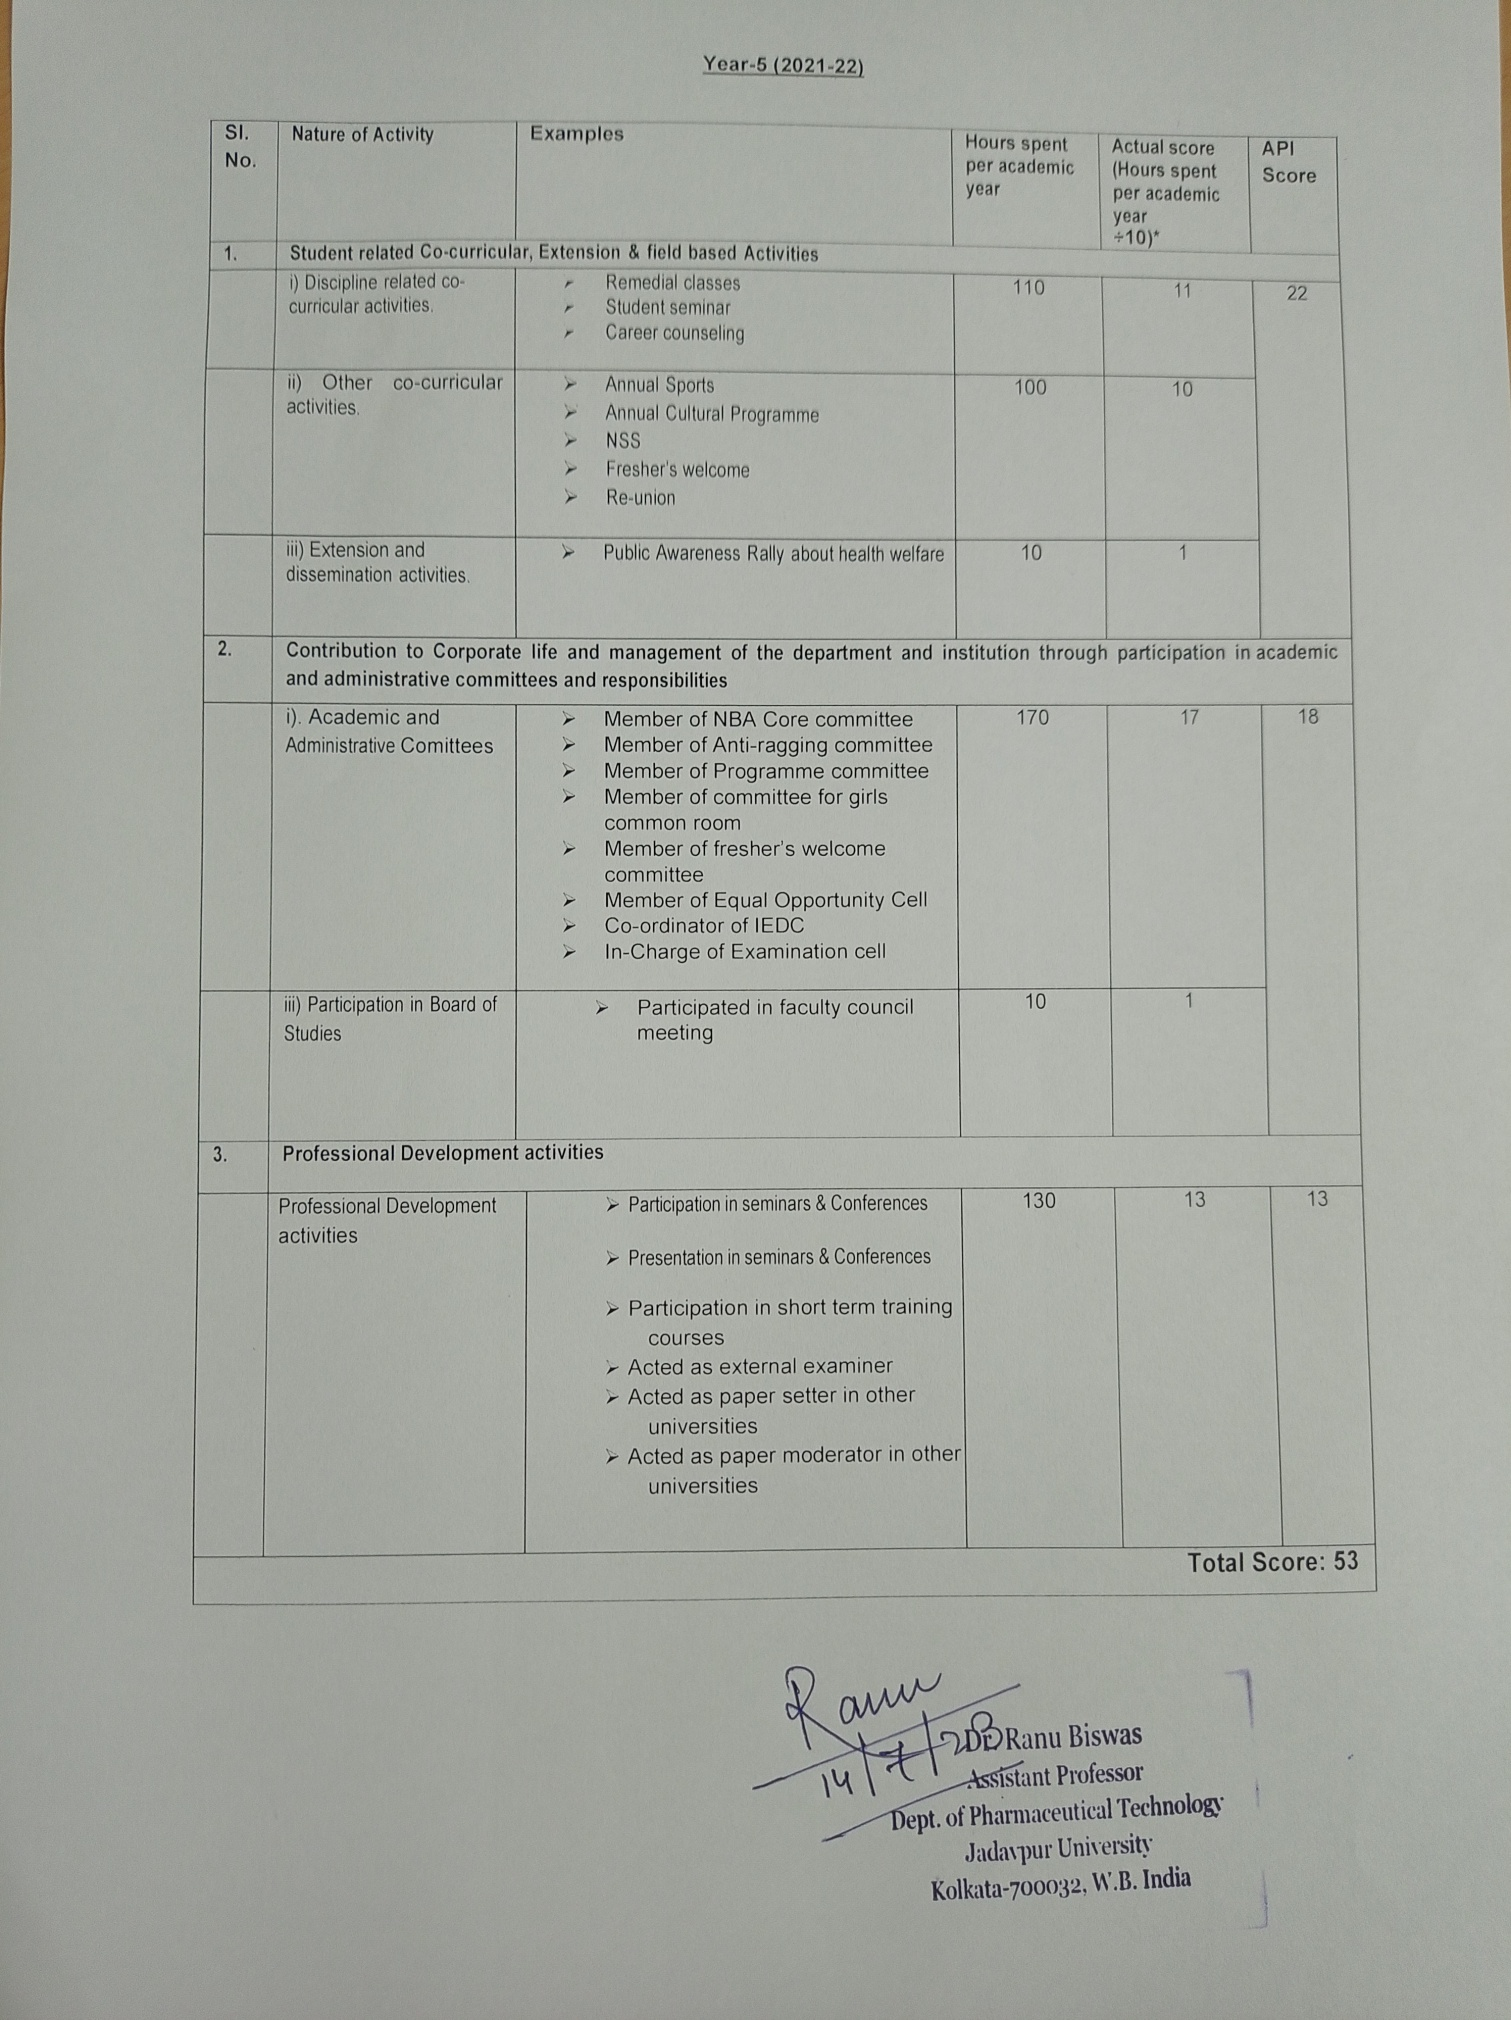 Year-5 (2021-22)
Sl. No.
Nature of Activity
Examples
Hours spent per academic year
Actual score (Hours spent per academic year ÷10)*
API Score
1.
Student related Co-curricular, Extension & field based Activities
i) Discipline related co-
curricular activities.
➢ Remedial classes
➢ Student seminar
➢ Career counseling
110
11
22
ii) Other co-curricular
activities.
➢ Annual Sports
➢ Annual Cultural Programme
➢ NSS
➢ Fresher's welcome
➢ Re-union
100
10
iii) Extension and
dissemination activities.
➢ Public Awareness Rally about health welfare
10
1
2.
Contribution to Corporate life and management of the department and institution through participation in academic
and administrative committees and responsibilities
i). Academic and
Administrative Comittees
➢ Member of NBA Core committee
➢ Member of Anti-ragging committee
➢ Member of Programme committee
➢ Member of committee for girls
common room
➢ Member of fresher's welcome
committee
➢ Member of Equal Opportunity Cell
➢ Co-ordinator of IEDC
➢ In-Charge of Examination cell
170
17
18
iii) Participation in Board of
Studies
➢ Participated in faculty council
meeting
10
1
3.
Professional Development activities
Professional Development
activities
➢ Participation in seminars & Conferences
➢ Presentation in seminars & Conferences
➢ Participation in short term training
courses
➢ Acted as external examiner
➢ Acted as paper setter in other
universities
➢ Acted as paper moderator in other
universities
130
13
13
Total Score: 53
Ranu
14/7/
Ranu Biswas
Assistant Professor
Dept. of Pharmaceutical Technology
Jadavpur University
Kolkata-700032, W.B. India